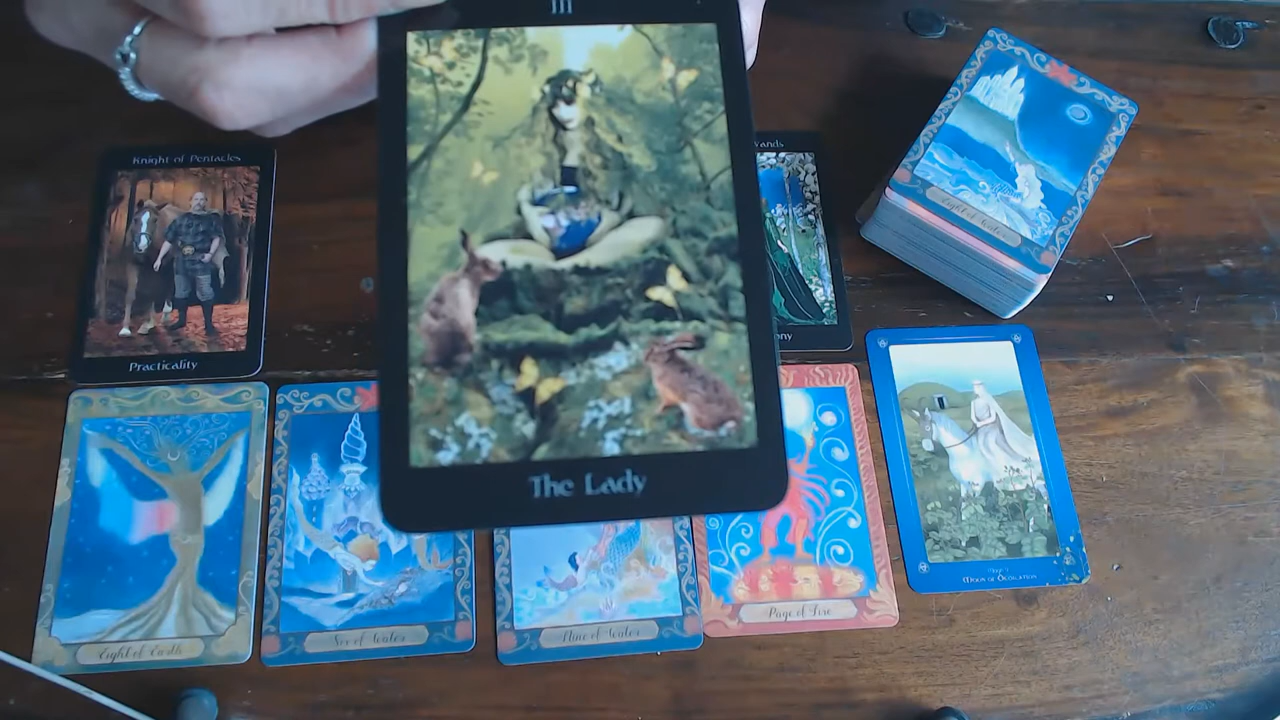 III
The Lady
Knight of Pentacles
Practicality
Wands
Eight of Water
Eight of Earth
Six of Water
Nine of Water
Page of Fire
Moon of Ovulation